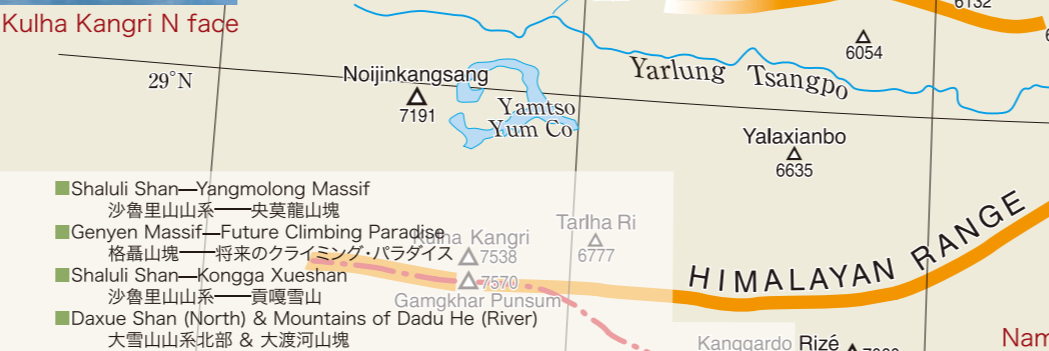 Kulha Kangri N face
6132
6054
29°N
Noijinkangsang
7191
Yamtso
Yum Co
Yarlung Tsangpo
Yalaxianbo
6635
■Shaluli Shan—Yangmolong Massif
沙魯里山山系——央莫龍山塊
■Genyen Massif—Future Climbing Paradise
格聶山塊——将来のクライミング・パラダイス
■Shaluli Shan—Kongga Xueshan
沙魯里山山系——貢嘎雪山
■Daxue Shan (North) & Mountains of Dadu He (River)
大雪山山系北部 & 大渡河山塊
Kulha Kangri
7538
7570
Gamgkhar Punsum
Tarlha Ri
6777
HIMALAYAN RANGE
Kanggardo Rizé